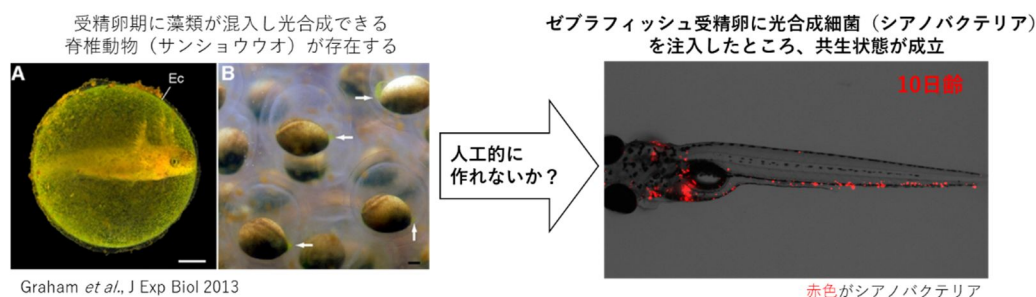 受精卵期に藻類が混入し光合成できる
脊椎動物（サンショウウオ）が存在する
A
Ec
B
Graham et al., J Exp Biol 2013
人工的に
作れないか？
ゼブラフィッシュ受精卵に光合成細菌（シアノバクテリア）
を注入したところ、共生状態が成立
10日齢
赤色がシアノバクテリア